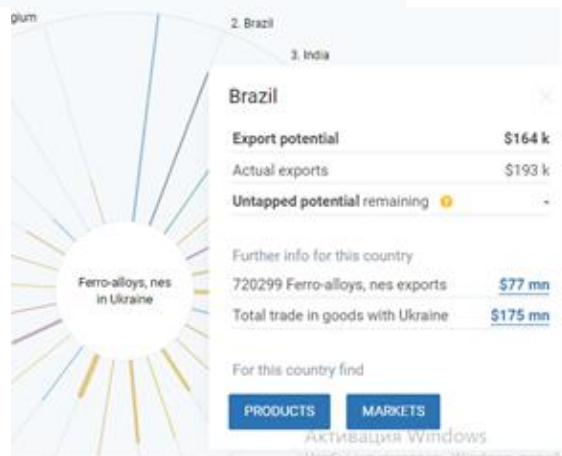 gium
2. Brazil
3. India
Brazil
Export potential $164 k
Actual exports $193 k
Untapped potential remaining ? -
Further info for this country
720299 Ferro-alloys, nes exports $77 mn
Total trade in goods with Ukraine $175 mn
For this country find
PRODUCTS MARKETS
Ferro-alloys, nes
in Ukraine
Активация Windows